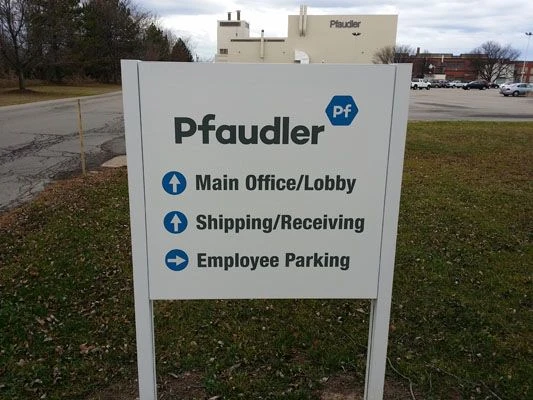 Pfaudler
Pf
Pfaudler
Main Office/Lobby
Shipping/Receiving
Employee Parking